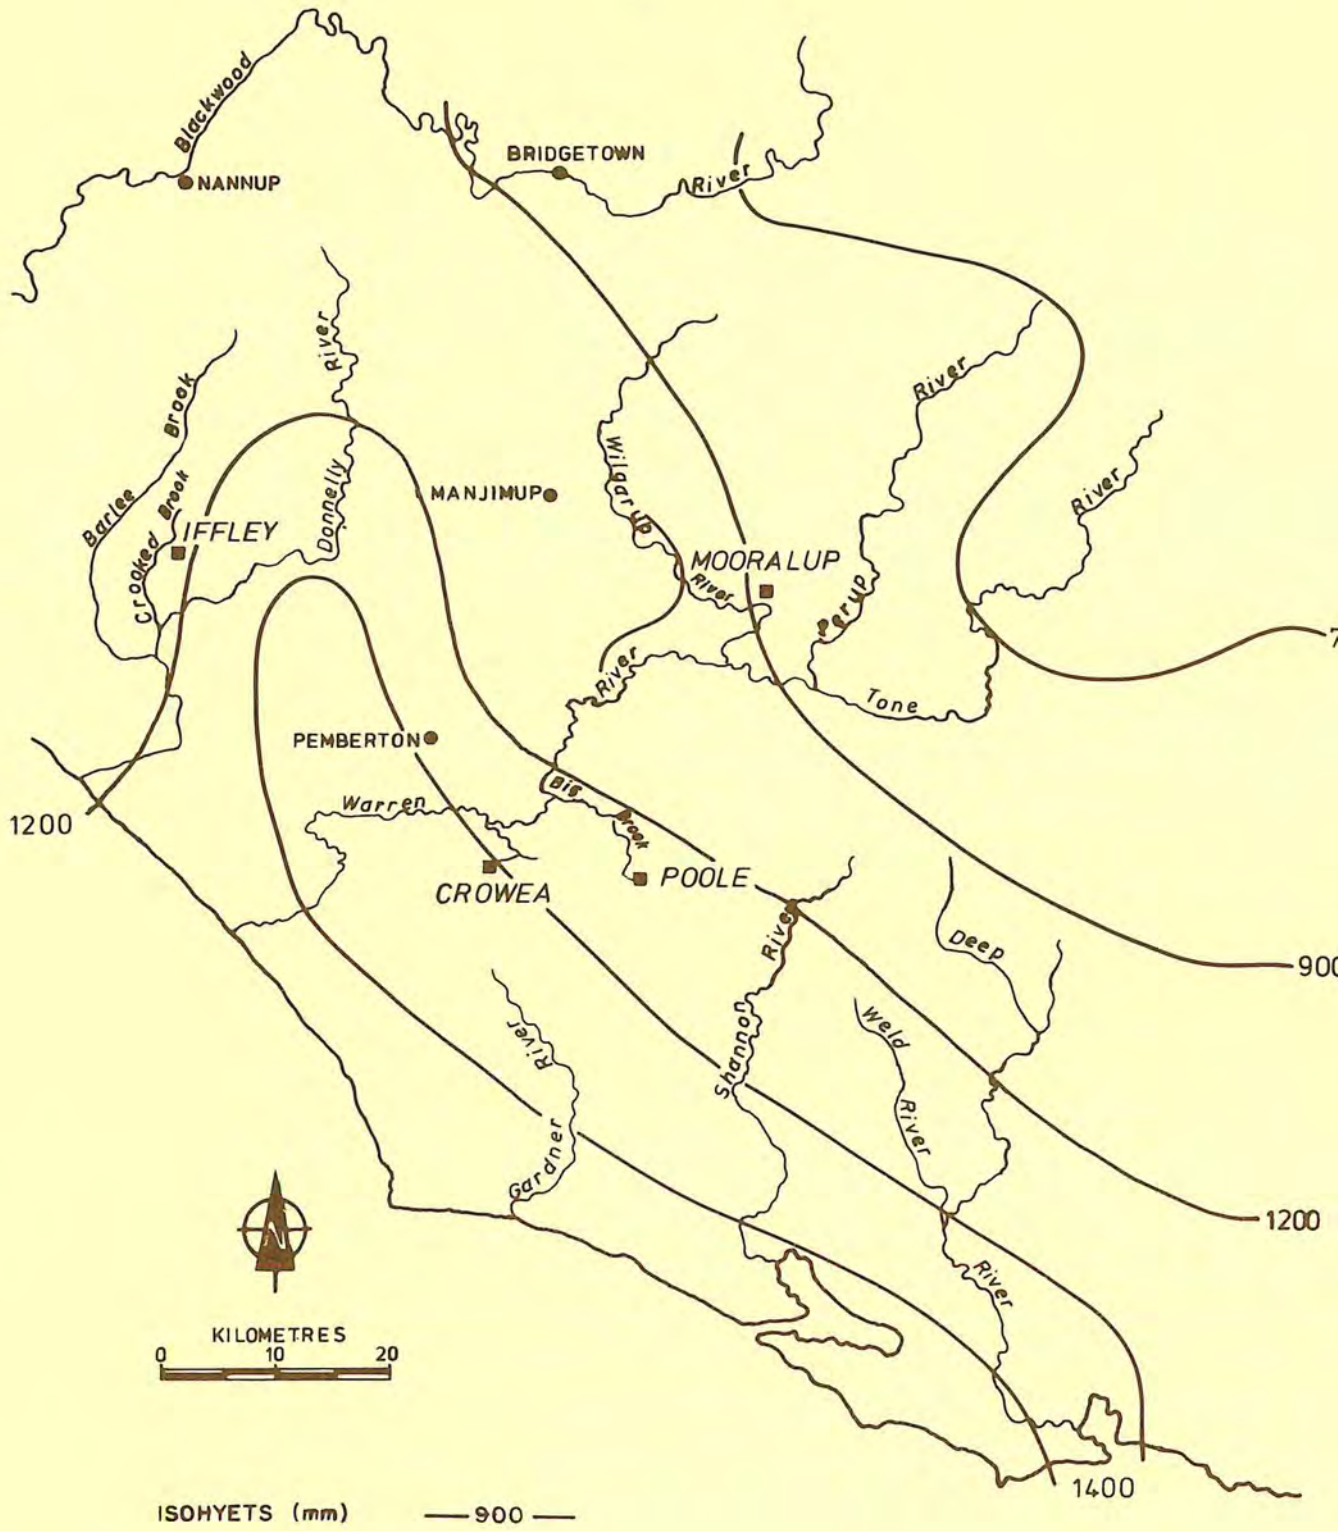 Blackwood
BRIDGETOWN
River
NANNUP
River
River
Barlee Brook
Crooked Brook
Donnelly River
IFFLEY
MANJIMUP
Wilgarup
River
MOORALUP
Perup
River
River
Tone
7
PEMBERTON
Warren
Big
Brook
1200
CROWEA
POOLE
River
Shannon
Deep
900
Weld
River
River
Gardner
1200
N
River
KILOMETRES
0 10 20
1400
ISOHYETS (mm) 900